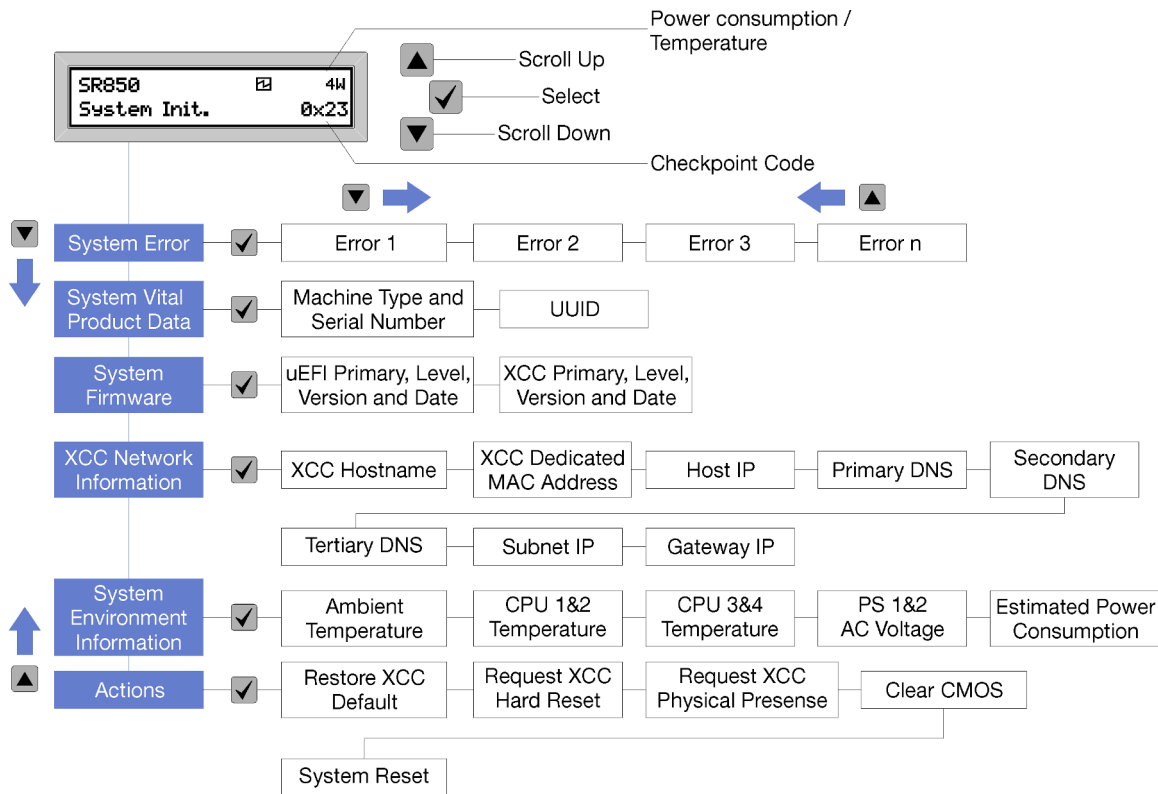 Power consumption /
Temperature
SR850 4W
System Init. 0x23
Scroll Up
Select
Scroll Down
Checkpoint Code
System Error
Error 1
Error 2
Error 3
Error n
System Vital
Product Data
Machine Type and
Serial Number
UUID
System
Firmware
uEFI Primary, Level,
Version and Date
XCC Primary, Level,
Version and Date
XCC Network
Information
XCC Hostname
XCC Dedicated
MAC Address
Host IP
Primary DNS
Secondary
DNS
Tertiary DNS
Subnet IP
Gateway IP
System
Environment
Information
Ambient
Temperature
CPU 1&2
Temperature
CPU 3&4
Temperature
PS 1&2
AC Voltage
Estimated Power
Consumption
Actions
Restore XCC
Default
Request XCC
Hard Reset
Request XCC
Physical Presense
Clear CMOS
System Reset